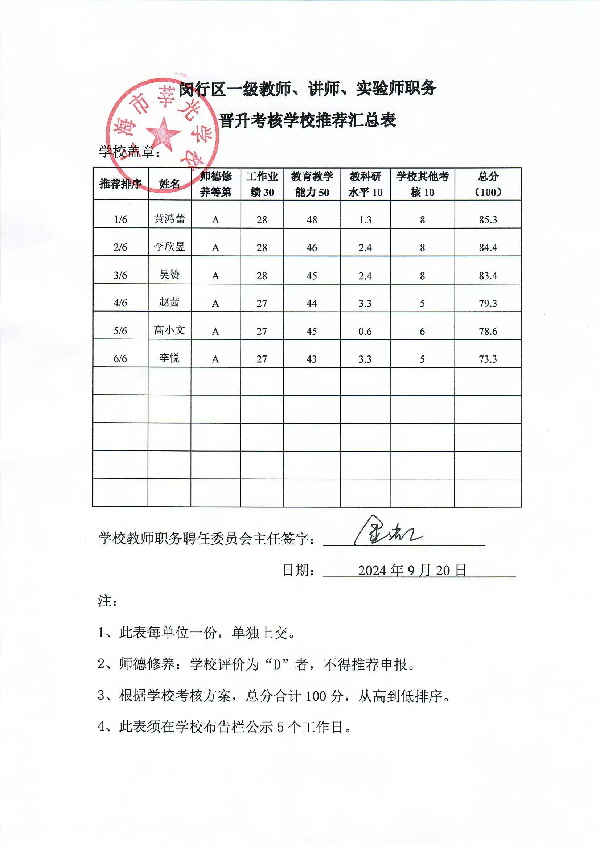 闵行区一级教师、讲师、实验师职务
晋升考核学校推荐汇总表
上海市莘光学校
学校盖章：
推荐排序 姓名 师德修养等第 工作业绩 30 教育教学能力 50 教科研水平 10 学校其他考核 10 总分（100）
1/6 黄鸿蕾 A 28 48 1.3 8 85.3
2/6 李欣昱 A 28 46 2.4 8 84.4
3/6 吴赟 A 28 45 2.4 8 83.4
4/6 赵茜 A 27 44 3.3 5 79.3
5/6 高小文 A 27 45 0.6 6 78.6
6/6 李悦 A 27 43 3.3 5 73.3
学校教师职务聘任委员会主任签字：
日期： 2024 年 9 月 20 日
注：
1、此表每单位一份，单独上交。
2、师德修养：学校评价为“D”者，不得推荐申报。
3、根据学校考核方案，总分合计 100 分，从高到低排序。
4、此表须在学校布告栏公示 5 个工作日。